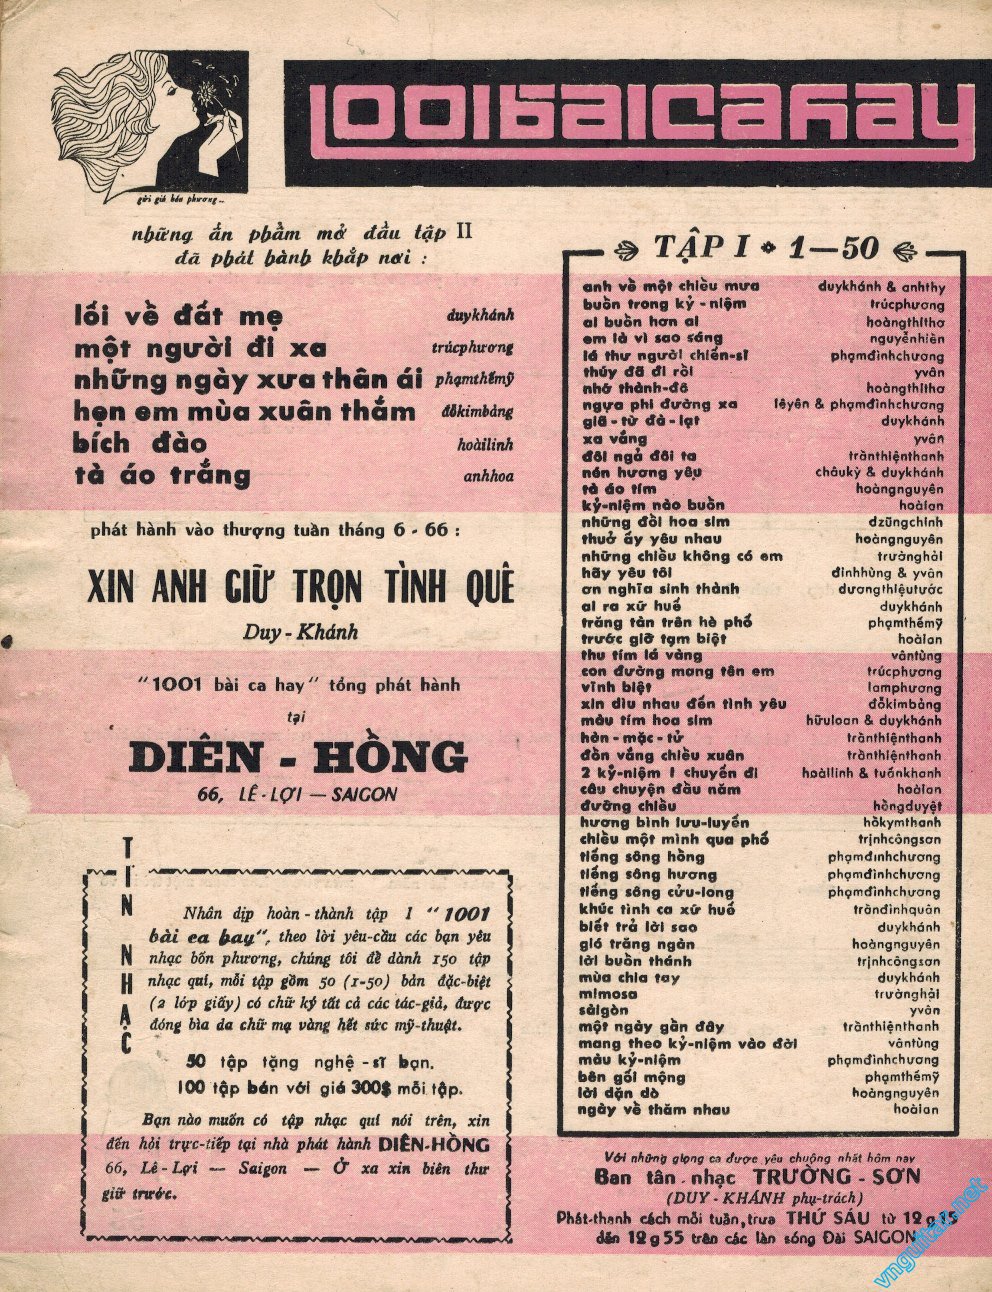 1001 bài ca hay
gửi gió bốn phương..
những ấn phẩm mở đầu tập II
đã phát hành khắp nơi :
lối về đất mẹ duykhánh
một người đi xa trúcphương
những ngày xưa thân ái phạmthếmỹ
hẹn em mùa xuân thắm đỗkimbảng
bích đào hoàilinh
tà áo trắng anhhoa
phát hành vào thượng tuần tháng 6 - 66 :
XIN ANH GIỮ TRỌN TÌNH QUÊ
Duy - Khánh
"1001 bài ca hay" tổng phát hành
tại
DIÊN - HỒNG
66, LÊ - LỢI — SAIGON
TIN NHẠC
Nhân dịp hoàn - thành tập I "1001
bài ca hay", theo lời yêu-cầu các bạn yêu
nhạc bốn phương, chúng tôi để dành 150 tập
nhạc quí, mỗi tập gồm 50 (1-50) bản đặc-biệt
(2 lớp giấy) có chữ ký tất cả các tác-giả, được
đóng bìa da chữ mạ vàng hết sức mỹ-thuật.
50 tập tặng nghệ - sĩ bạn.
100 tập bán với giá 300$ mỗi tập.
Bạn nào muốn có tập nhạc quí nói trên, xin
đến hỏi trực-tiếp tại nhà phát hành DIÊN-HỒNG
66, Lê - Lợi — Saigon — Ở xa xin biên thư
giữ trước.
TẬP I 1—50
anh về một chiều mưa duykhánh & anhthy
buồn trong kỷ - niệm trúcphương
ai buồn hơn ai hoàngthithơ
em là vì sao sáng nguyễnhiền
lá thư người chiến-sĩ phạmđìnhchương
thúy đã đi rồi yvân
nhớ thành-đô hoàngthithơ
ngựa phi đường xa lêyên & phạmđìnhchương
giã - từ đà - lạt duykhánh
xa vắng yvân
đôi ngả đôi ta trầnthiệnthanh
nén hương yêu châukỳ & duykhánh
tà áo tím hoàngnguyên
kỷ-niệm nào buồn hoàian
những đồi hoa sim dzũngchinh
thuở ấy yêu nhau hoàngnguyên
những chiều không có em trườnghải
hãy yêu tôi đinhhùng & yvân
ơn nghĩa sinh thành dươngthiệutước
ai ra xứ huế duykhánh
trăng tàn trên hè phố phạmthếmỹ
trước giờ tạm biệt hoàian
thu tím lá vàng vântùng
con đường mang tên em trúcphương
vĩnh biệt lamphương
xin dìu nhau đến tình yêu đỗkimbảng
màu tím hoa sim hữuloan & duykhánh
hàn - mặc - tử trầnthiệnthanh
đồn vắng chiều xuân trầnthiệnthanh
2 kỷ-niệm 1 chuyến đi hoàilinh & tuấnkhanh
câu chuyện đầu năm hoàian
đường chiều hồngduyệt
hương bình lưu-luyến hồkymthanh
chiều một mình qua phố trịnhcôngsơn
tiếng sông hồng phạmđìnhchương
tiếng sông hương phạmđìnhchương
tiếng sông cửu-long phạmđìnhchương
khúc tình ca xứ huế trầnđìnhquân
biết trả lời sao duykhánh
gió trăng ngàn hoàngnguyên
lời buồn thánh trịnhcôngsơn
mùa chia tay duykhánh
mimosa trườnghải
sàigòn yvân
một ngày gần đây trầnthiệnthanh
mang theo kỷ-niệm vào đời vântùng
màu kỷ-niệm phạmđìnhchương
bên gối mộng phạmthếmỹ
lời dặn dò hoàngnguyên
ngày về thăm nhau hoàian
Với những giọng ca được yêu chuộng nhất hôm nay
Ban tân - nhạc TRƯỜNG - SƠN
(DUY - KHÁNH phụ-trách)
Phát-thanh cách mỗi tuần, trưa THỨ SÁU từ 12g15
đến 12g55 trên các làn sóng Đài SAIGON
vnguitar.net